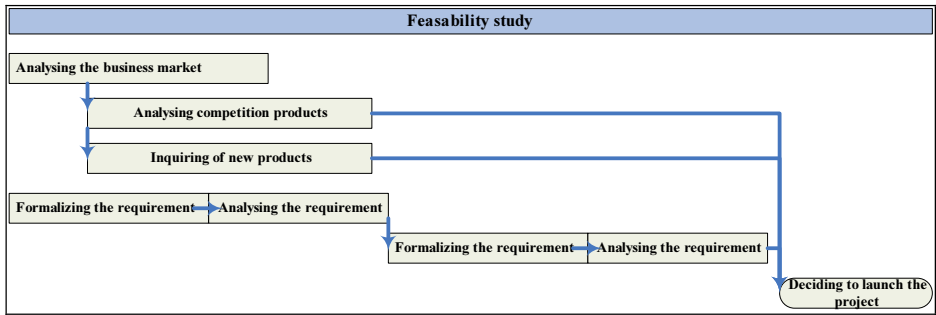 Feasability study
Analysing the business market
Analysing competition products
Inquiring of new products
Formalizing the requirement
Analysing the requirement
Formalizing the requirement
Analysing the requirement
Deciding to launch the
project